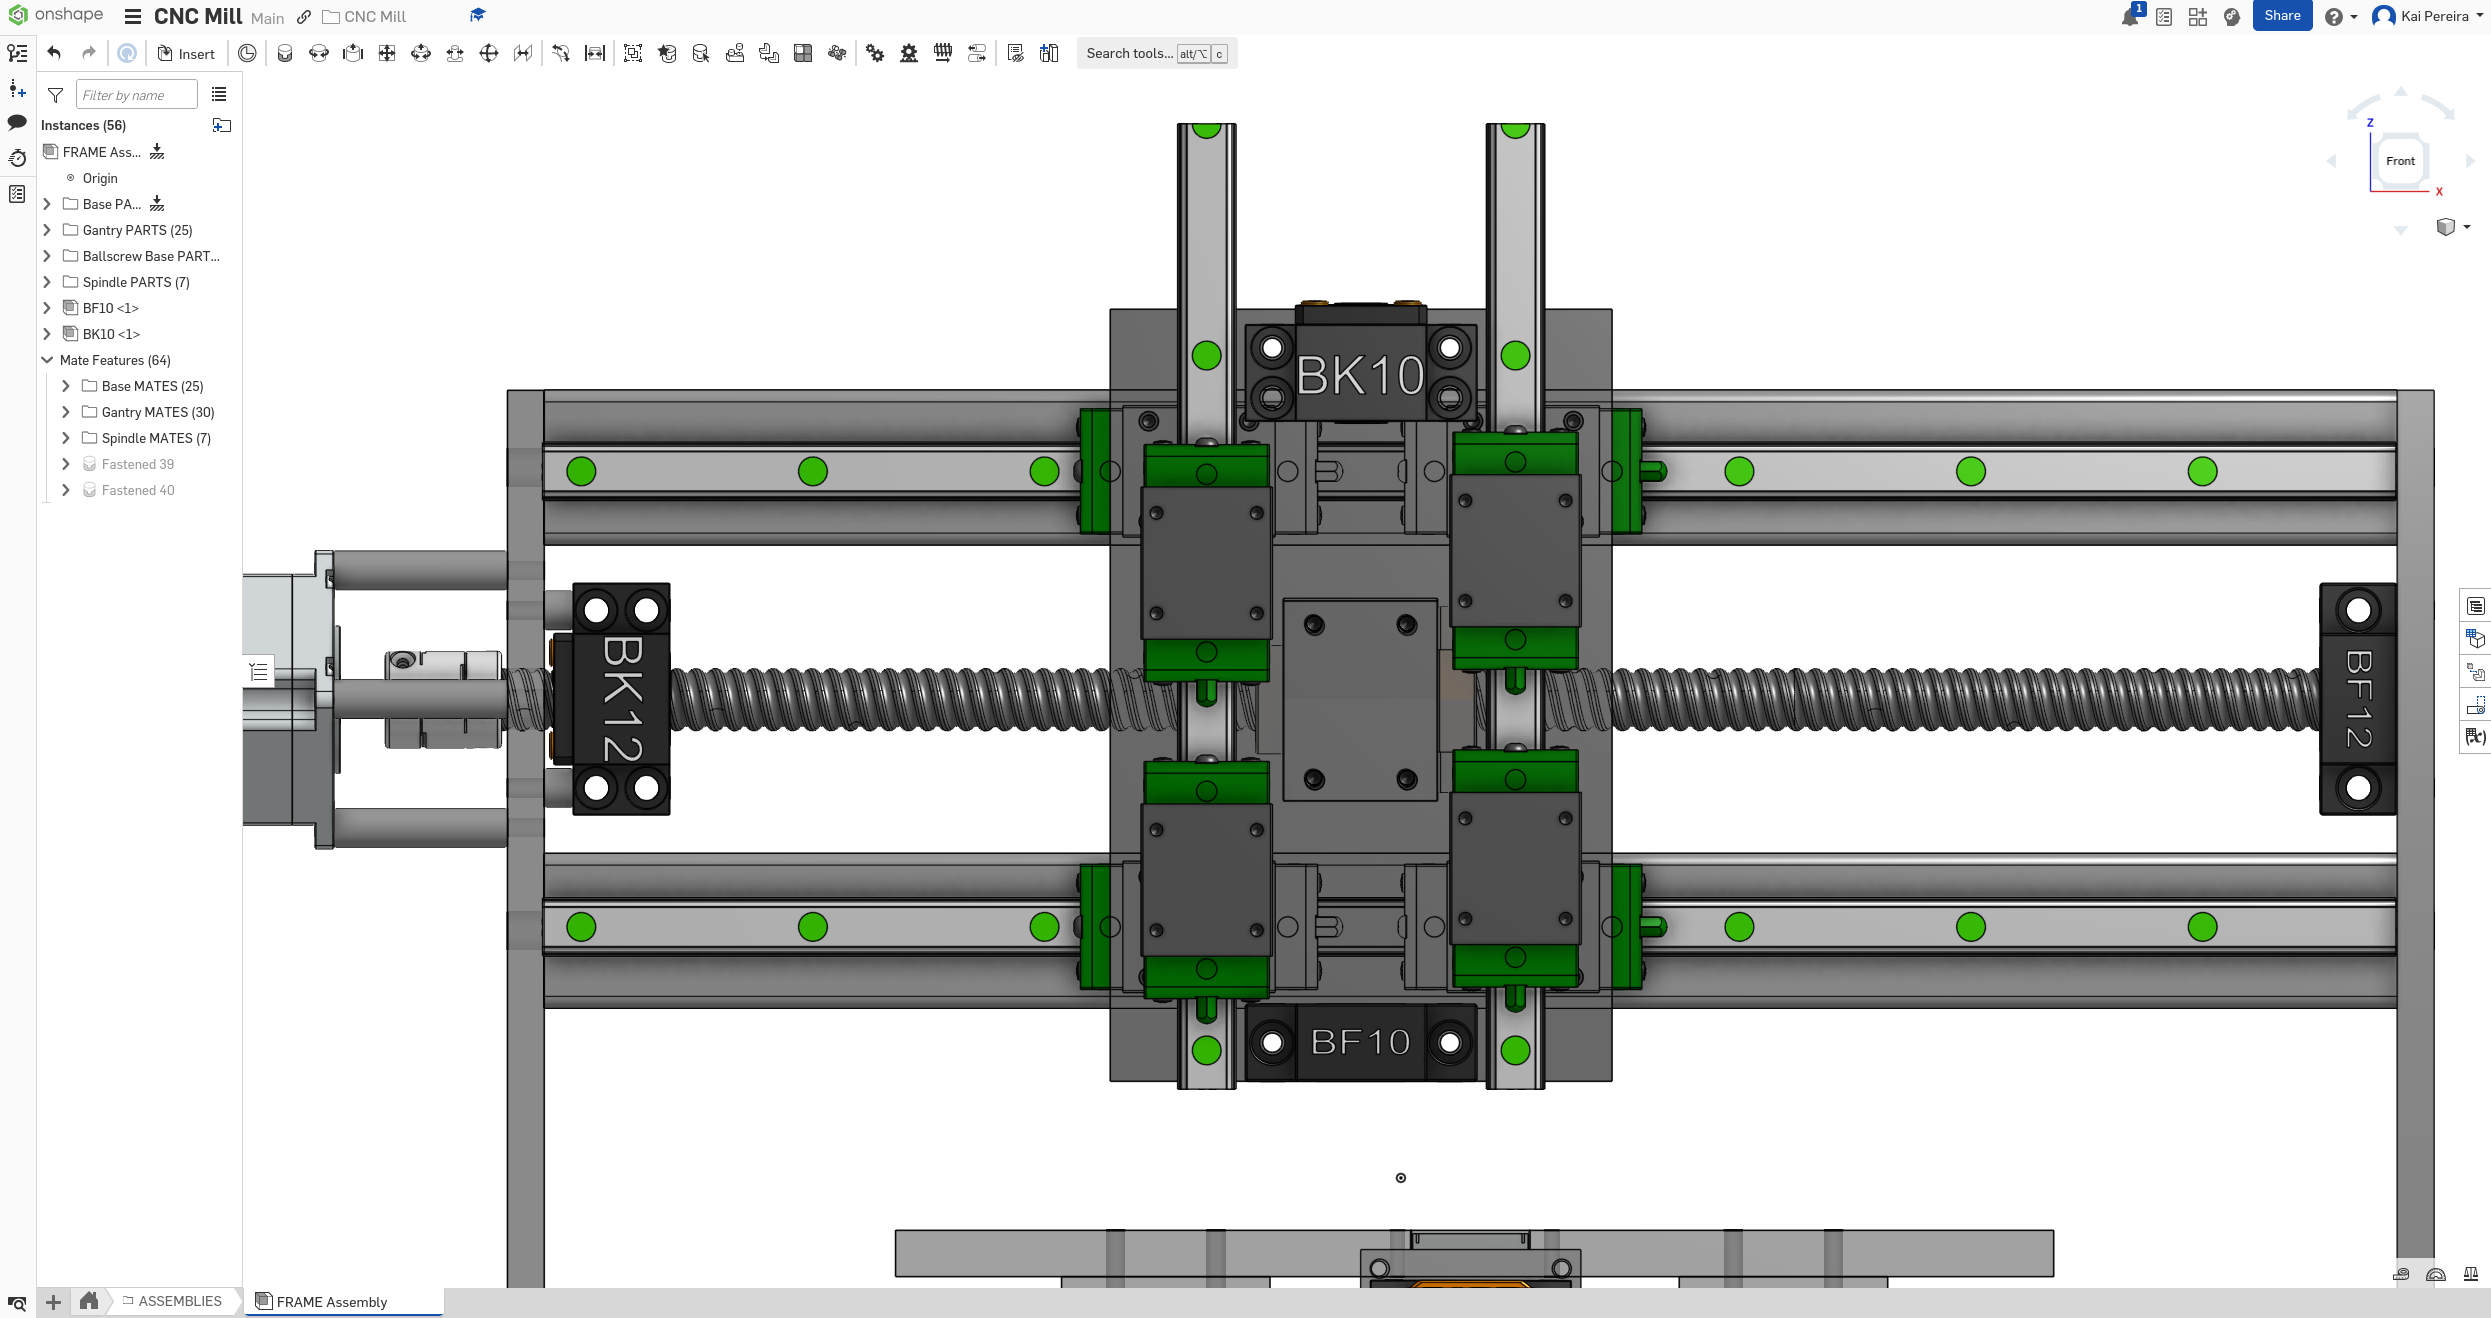 onshape
CNC Mill Main CNC Mill
1
Share
Kai Pereira
Insert
Search tools... alt/⌥ c
Filter by name
Instances (56)
FRAME Ass...
Origin
Base PA...
Gantry PARTS (25)
Ballscrew Base PART...
Spindle PARTS (7)
BF10 <1>
BK10 <1>
Mate Features (64)
Base MATES (25)
Gantry MATES (30)
Spindle MATES (7)
Fastened 39
Fastened 40
Z
Front
X
BK10
BK12
BF12
BF10
(x)
ASSEMBLIES
FRAME Assembly